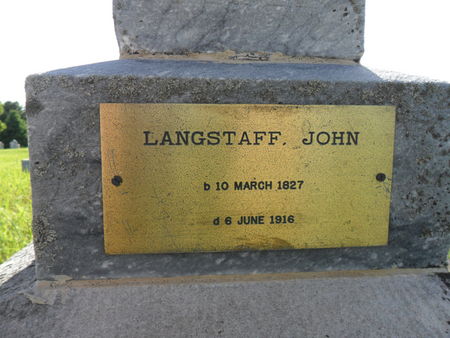 LANGSTAFF, JOHN
b 10 MARCH 1827
d 6 JUNE 1916